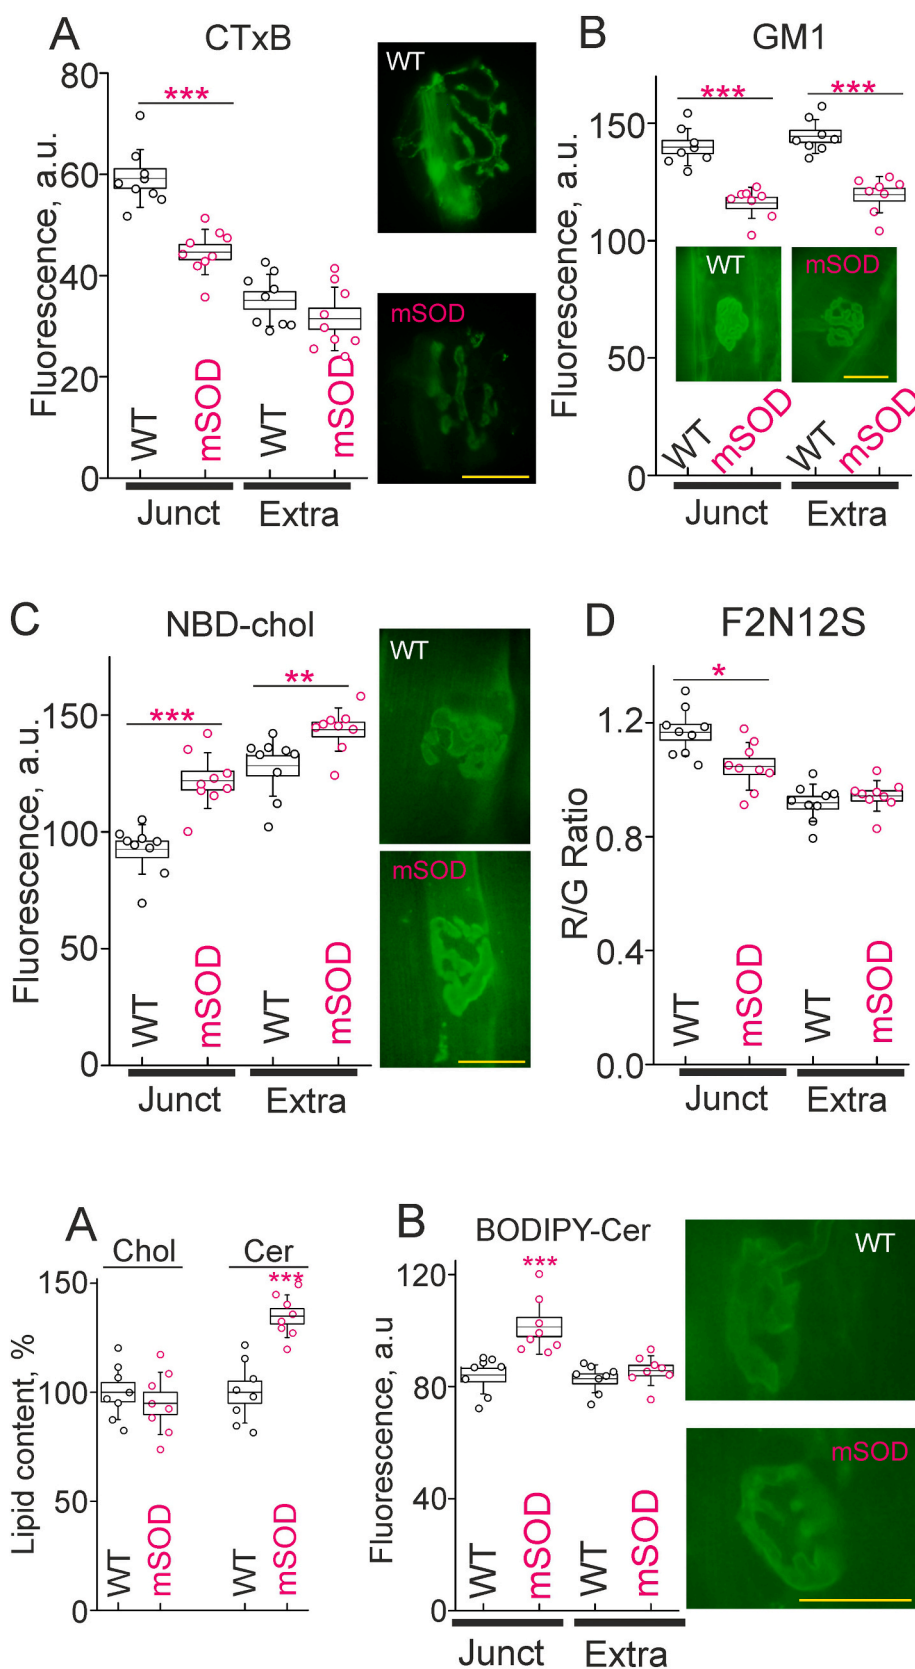 A
CTxB
Fluorescence, a.u.
80
60
40
20
0
***
WT
mSOD
WT
mSOD
Junct
Extra
WT
mSOD
B
GM1
Fluorescence, a.u.
150
100
50
0
***
***
WT
mSOD
WT
mSOD
WT
mSOD
Junct
Extra
C
NBD-chol
Fluorescence, a.u.
150
100
50
0
***
**
WT
mSOD
WT
mSOD
Junct
Extra
WT
mSOD
D
F2N12S
R/G Ratio
1.2
0.8
0.4
0.0
*
WT
mSOD
WT
mSOD
Junct
Extra
A
Chol
Cer
Lipid content, %
150
100
50
0
***
WT
mSOD
WT
mSOD
B
BODIPY-Cer
Fluorescence, a.u
120
80
40
0
***
WT
mSOD
WT
mSOD
Junct
Extra
WT
mSOD